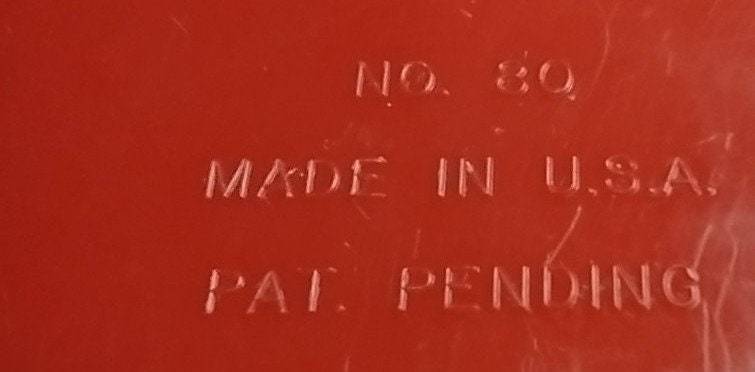 NO. 80
MADE IN U.S.A.
PAT. PENDING